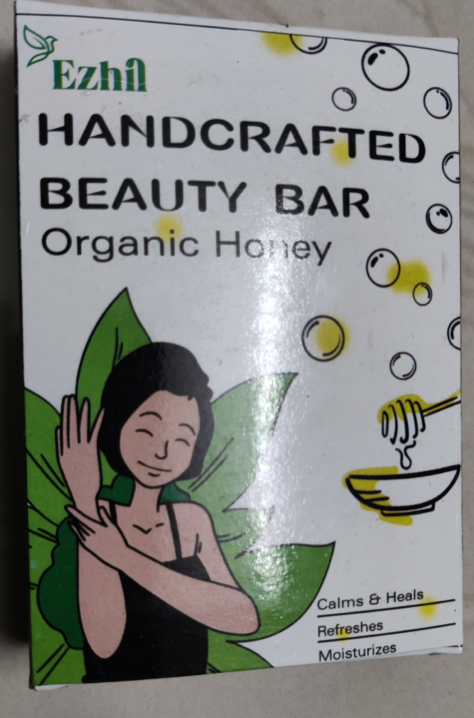 Ezhil
HANDCRAFTED
BEAUTY BAR
Organic Honey
Calms & Heals
Refreshes
Moisturizes